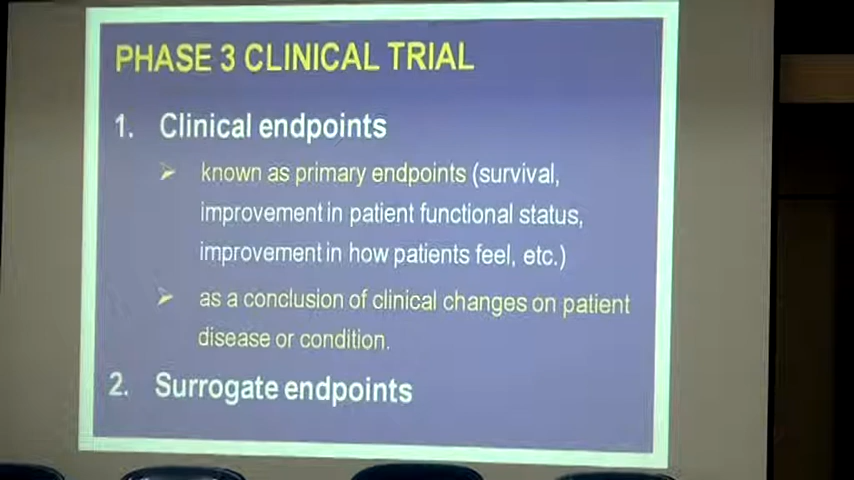 PHASE 3 CLINICAL TRIAL
1. Clinical endpoints
➢ known as primary endpoints (survival,
improvement in patient functional status,
improvement in how patients feel, etc.)
➢ as a conclusion of clinical changes on patient
disease or condition.
2. Surrogate endpoints